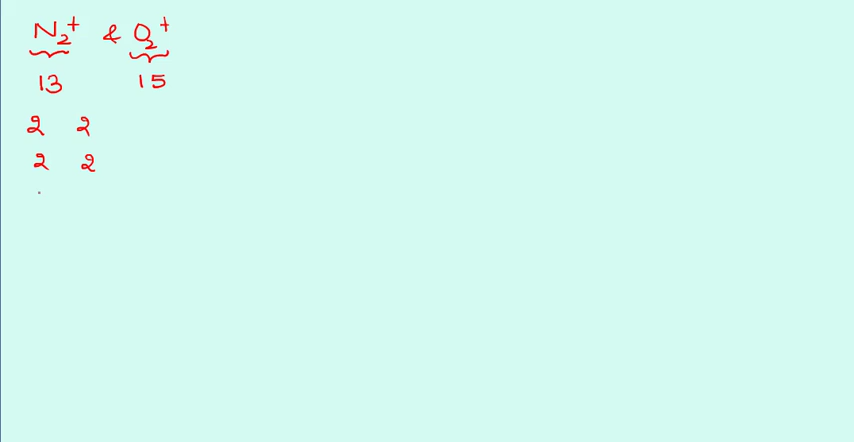 N₂⁺ & O₂⁺
13 15
2 2
2 2